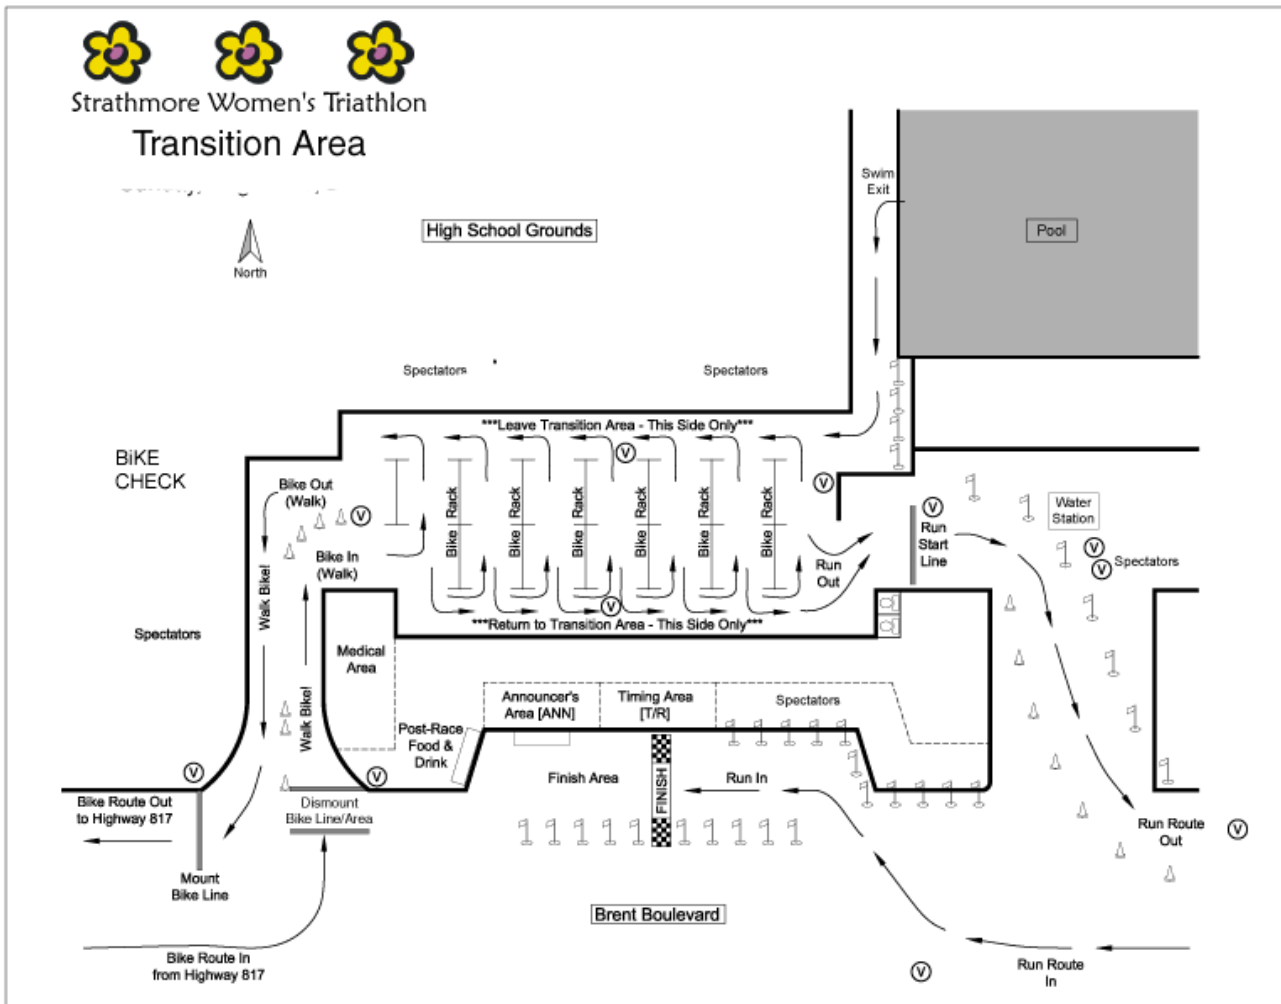 Strathmore Women's Triathlon
Transition Area
Swim
Exit
High School Grounds
Pool
North
Spectators
Spectators
***Leave Transition Area - This Side Only***
BiKE
CHECK
V
V
Bike Out
(Walk)
V
Bike Rack
Bike Rack
Bike Rack
Bike Rack
Bike Rack
Bike Rack
V
Run
Start
Line
Water
Station
V
V
Spectators
Bike In
(Walk)
Run
Out
V
***Return to Transition Area - This Side Only***
Walk Bike!
Walk Bike!
Spectators
Medical
Area
Announcer's
Area [ANN]
Timing Area
[T/R]
Spectators
Post-Race
Food &
Drink
Finish Area
FINISH
Run In
V
V
Bike Route Out
to Highway 817
Dismount
Bike Line/Area
Run Route
Out
V
Mount
Bike Line
Brent Boulevard
Bike Route In
from Highway 817
V
Run Route
In